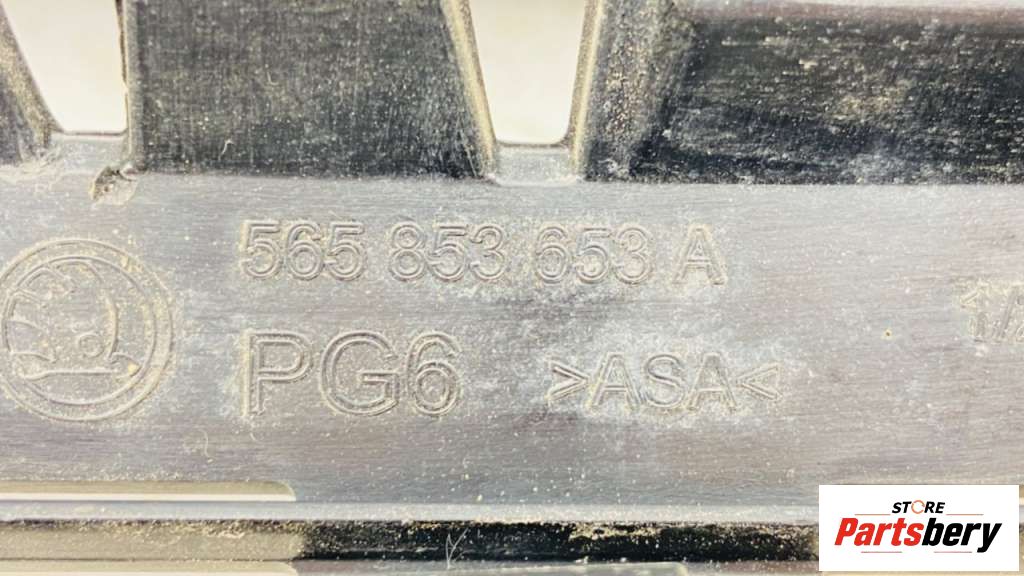 565 853 653 A
PG6 >ASA<
STORE
Partsbery